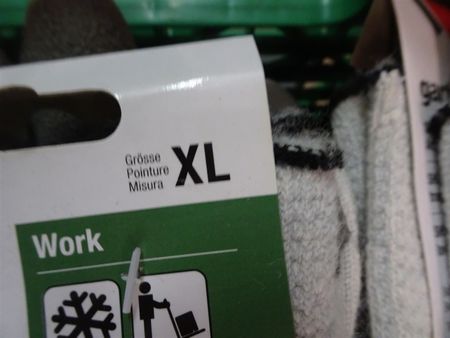 Grösse
Pointure
Misura
XL
Work